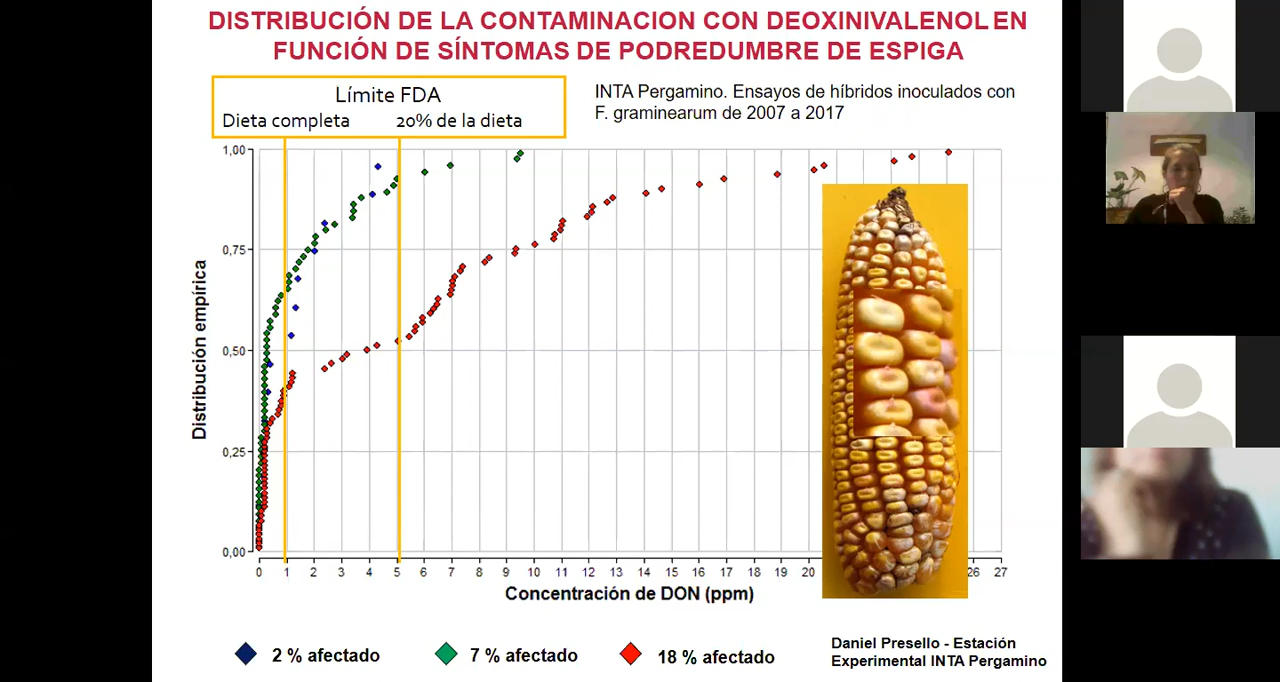 DISTRIBUCIÓN DE LA CONTAMINACION CON DEOXINIVALENOL EN
FUNCIÓN DE SÍNTOMAS DE PODREDUMBRE DE ESPIGA
Límite FDA
Dieta completa 20% de la dieta
INTA Pergamino. Ensayos de híbridos inoculados con
F. graminearum de 2007 a 2017
1,00
0,75
0,50
0,25
0,00
Distribución empírica
0 1 2 3 4 5 6 7 8 9 10 11 12 13 14 15 16 17 18 19 20 26 27
Concentración de DON (ppm)
2 % afectado 7 % afectado 18 % afectado
Daniel Presello - Estación
Experimental INTA Pergamino